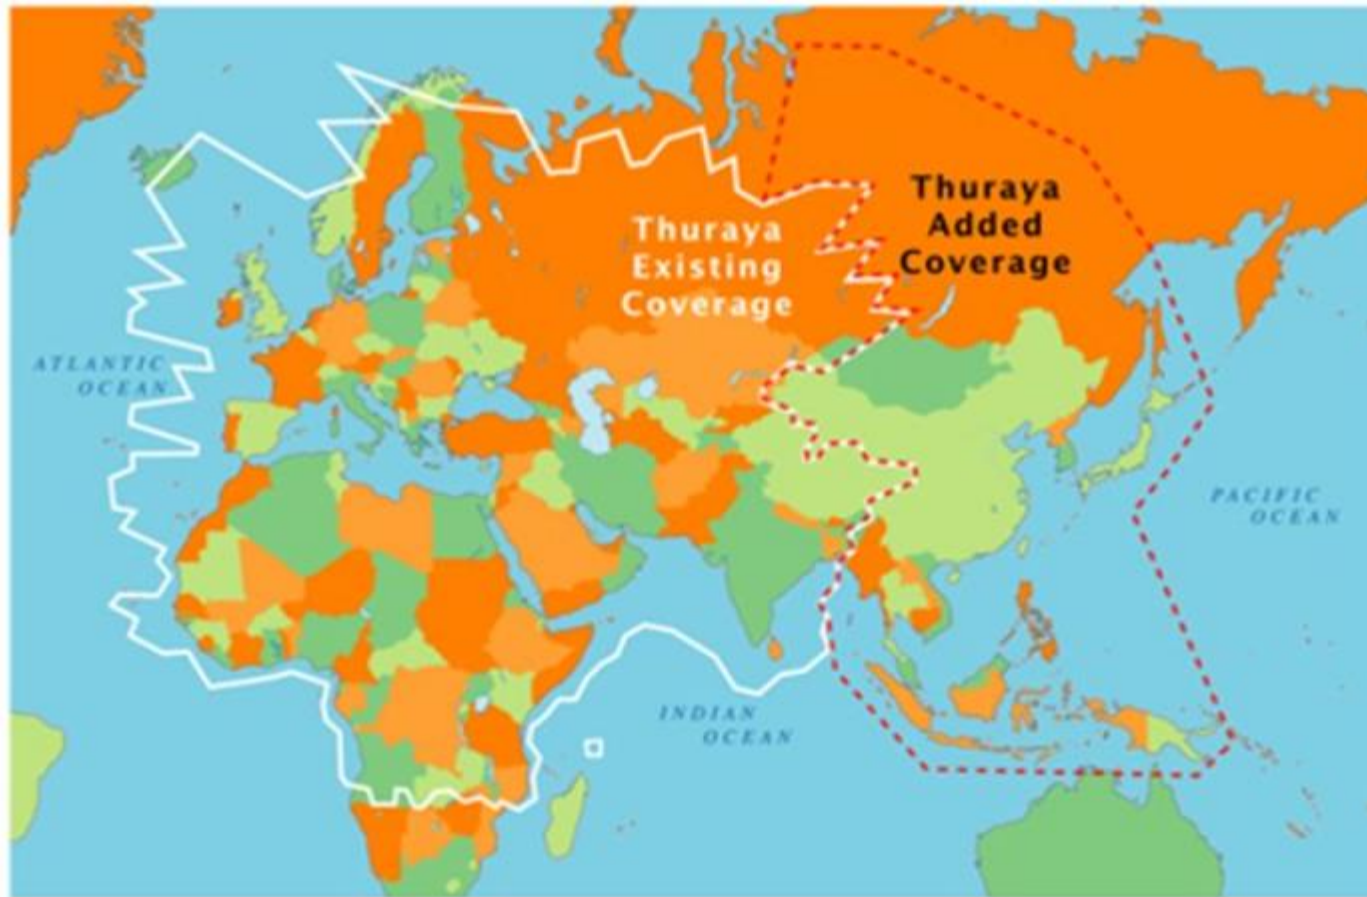 Thuraya
Existing
Coverage
Thuraya
Added
Coverage
ATLANTIC
OCEAN
PACIFIC
OCEAN
INDIAN
OCEAN